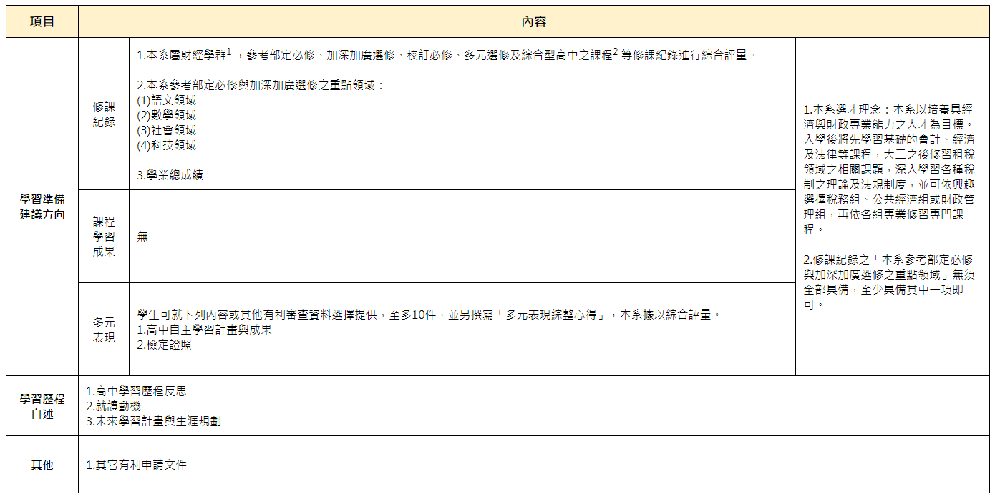 項目
內容
學習準備
建議方向
修課
紀錄
1.本系屬財經學群1 ，參考部定必修、加深加廣選修、校訂必修、多元選修及綜合型高中之課程2 等修課紀錄進行綜合評量。
2.本系參考部定必修與加深加廣選修之重點領域：
(1)語文領域
(2)數學領域
(3)社會領域
(4)科技領域
3.學業總成績
課程
學習
成果
無
多元
表現
學生可就下列內容或其他有利審查資料選擇提供，至多10件，並另撰寫「多元表現綜整心得」，本系據以綜合評量。
1.高中自主學習計畫與成果
2.檢定證照
1.本系選才理念：本系以培養具經
濟與財政專業能力之人才為目標。
入學後將先學習基礎的會計、經濟
及法律等課程，大二之後修習租稅
領域之相關課題，深入學習各種稅
制之理論及法規制度，並可依興趣
選擇稅務組、公共經濟組或財政管
理組，再依各組專業修習專門課
程。
2.修課紀錄之「本系參考部定必修
與加深加廣選修之重點領域」無須
全部具備，至少具備其中一項即
可。
學習歷程
自述
1.高中學習歷程反思
2.就讀動機
3.未來學習計畫與生涯規劃
其他
1.其它有利申請文件